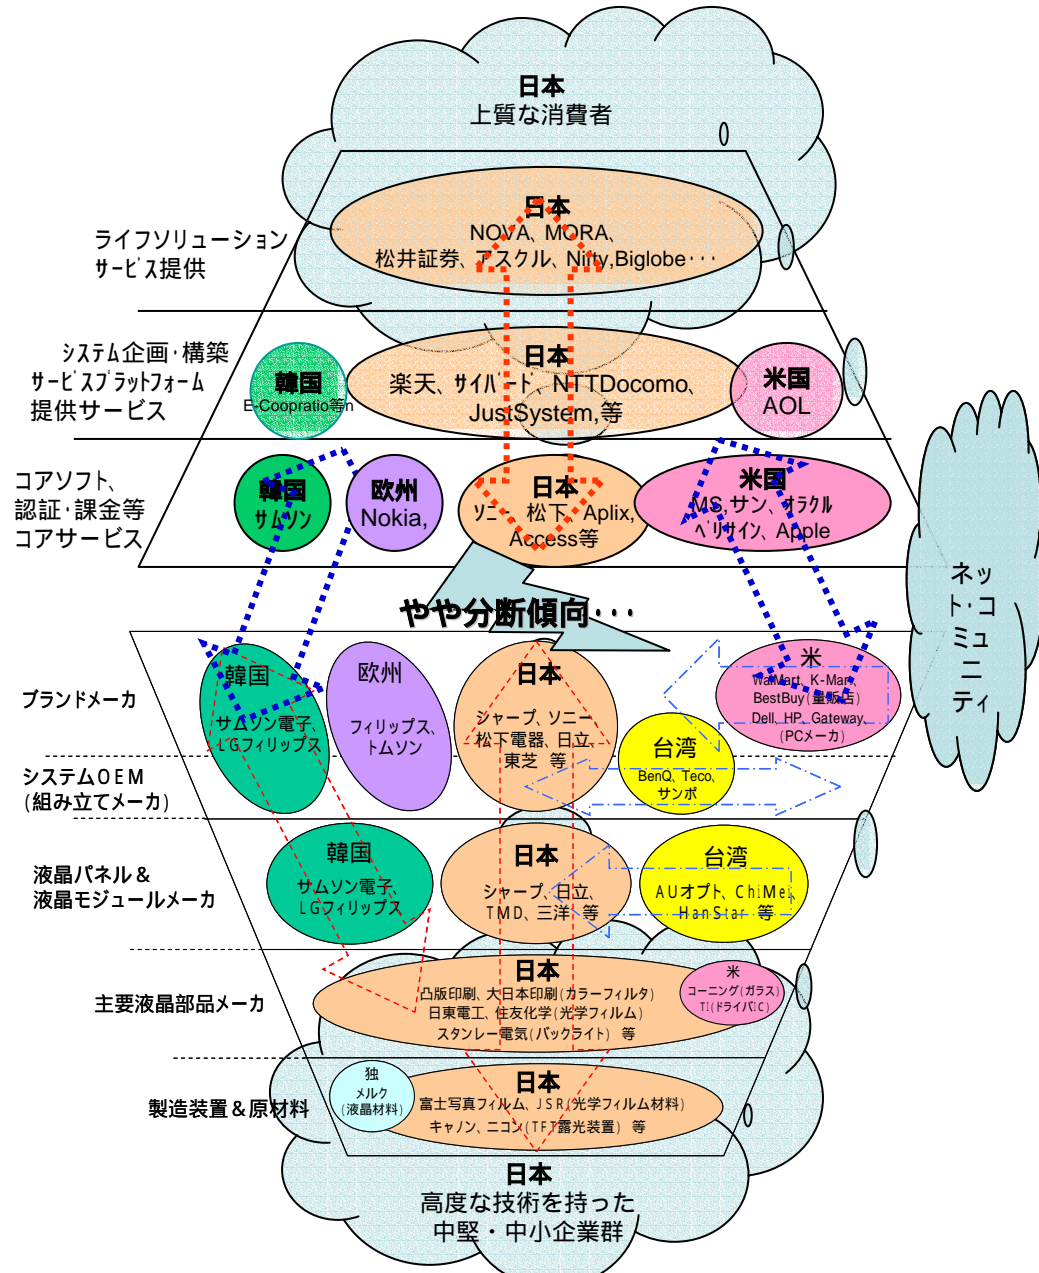 日本
上質な消費者
ライフソリューション
サービス提供
日本
NOVA、MORA、
松井証券、アスクル、Nifty,Biglobe･･･
システム企画･構築
サービスプラットフォーム
提供サービス
韓国
E-Coopratio等n
日本
楽天、サイバード、NTTDocomo、
JustSystem,等
米国
AOL
コアソフト、
認証･課金等
コアサービス
韓国
サムソン
欧州
Nokia,
日本
ソニー、松下、Aplix,
Access等
米国
MS,サン、オラクル
ベリサイン、Apple
ネッ
ト･コ
ミュ
ニ
ティ
やや分断傾向･･･
ブランドメーカ
韓国
サムソン電子、
LGフィリップス
欧州
フィリップス、
トムソン
日本
シャープ、ソニー
松下電器、日立、
東芝 等
米
WalMart、K-Mart、
BestBuy(量販店)
Dell、HP、Gateway、
(PCメーカ)
システムOEM
(組み立てメーカ)
台湾
BenQ、Teco、
サンポ
液晶パネル＆
液晶モジュールメーカ
韓国
サムソン電子、
LGフィリップス
日本
シャープ、日立、
TMD、三洋 等
台湾
AUオプト、ChiMei、
HanStar 等
主要液晶部品メーカ
日本
凸版印刷、大日本印刷(カラーフィルタ)
日東電工、住友化学(光学フィルム)
スタンレー電気(バックライト) 等
米
コーニング(ガラス)
TI(ドライバIC)
製造装置＆原材料
独
メルク
(液晶材料)
日本
富士写真フィルム、JSR(光学フィルム材料)
キャノン、ニコン(TFT露光装置) 等
日本
高度な技術を持った
中堅・中小企業群